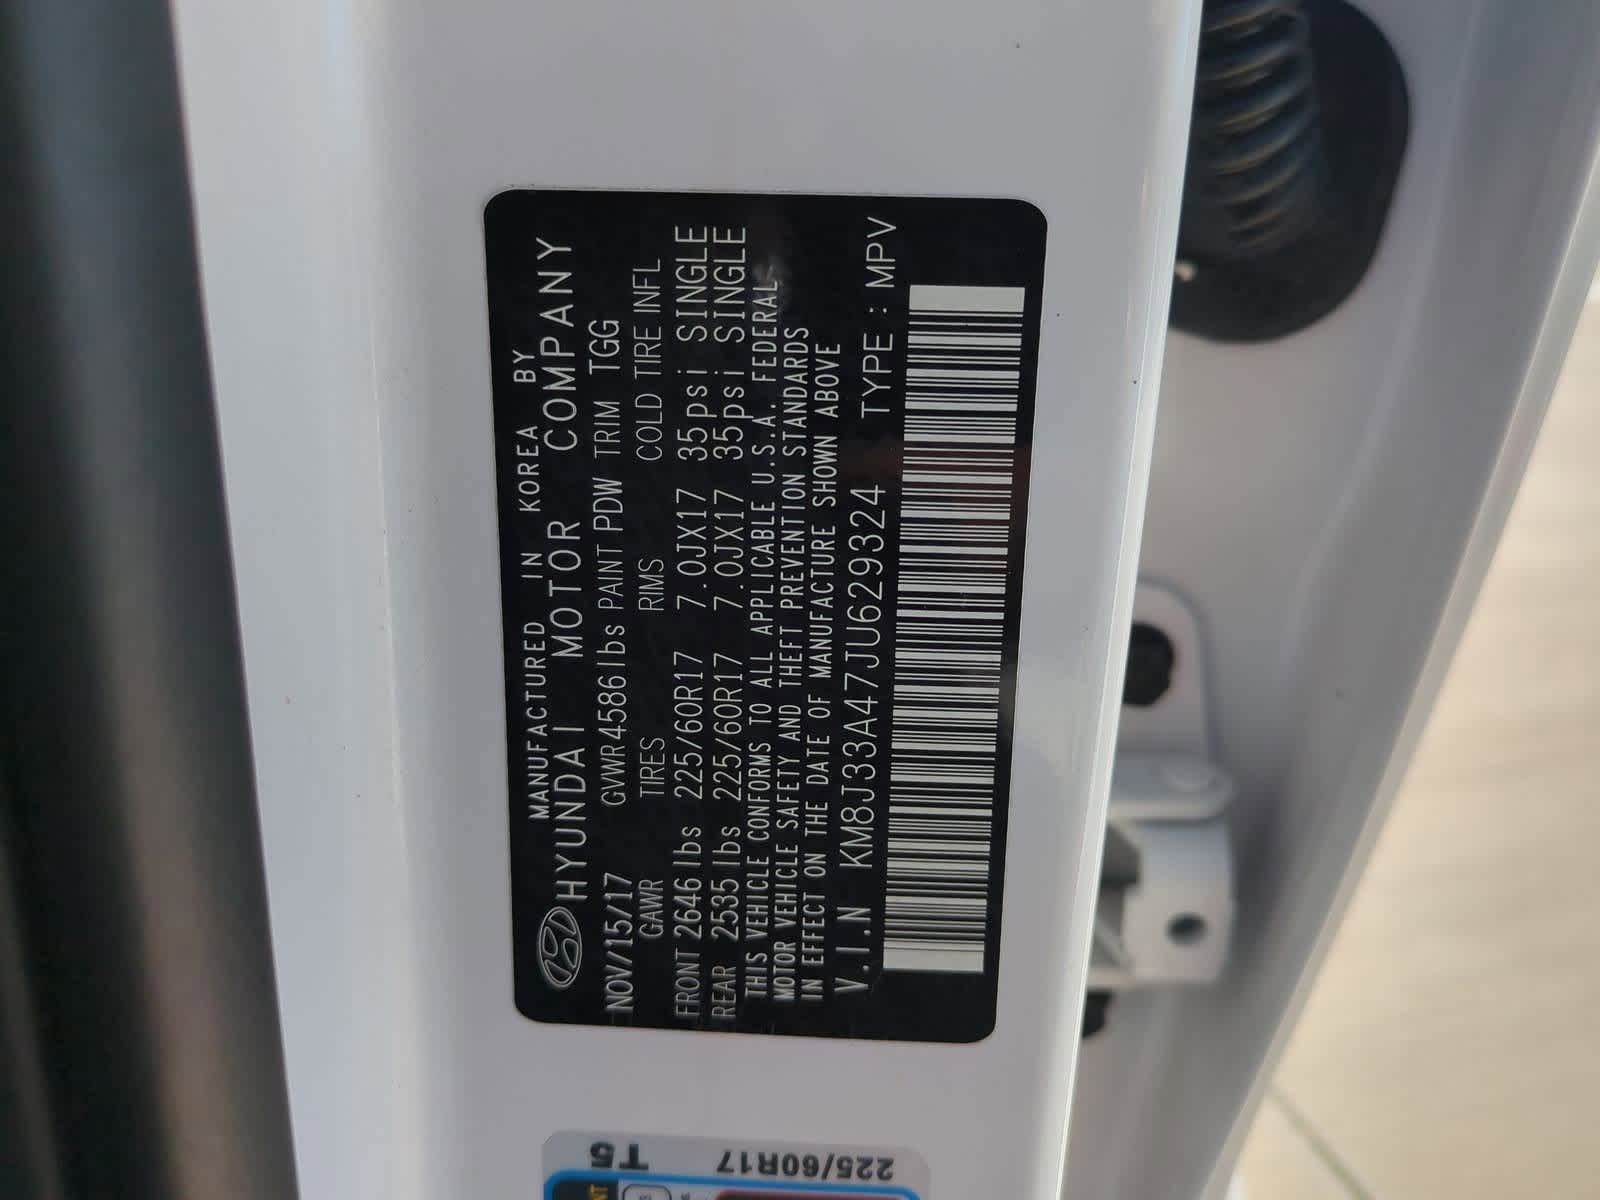 MANUFACTURED IN KOREA BY
HYUNDAI MOTOR COMPANY
NOV/15/17 GVWR4586lbs PAINT PDW TRIM TGG
GAWR TIRES RIMS COLD TIRE INFL
FRONT 2646 lbs 225/60R17 7.0JX17 35psi SINGLE
REAR 2535 lbs 225/60R17 7.0JX17 35psi SINGLE
THIS VEHICLE CONFORMS TO ALL APPLICABLE U.S.A. FEDERAL
MOTOR VEHICLE SAFETY AND THEFT PREVENTION STANDARDS
IN EFFECT ON THE DATE OF MANUFACTURE SHOWN ABOVE
V.I.N KM8J33A47JU629324 TYPE : MPV
225/60R17 T5